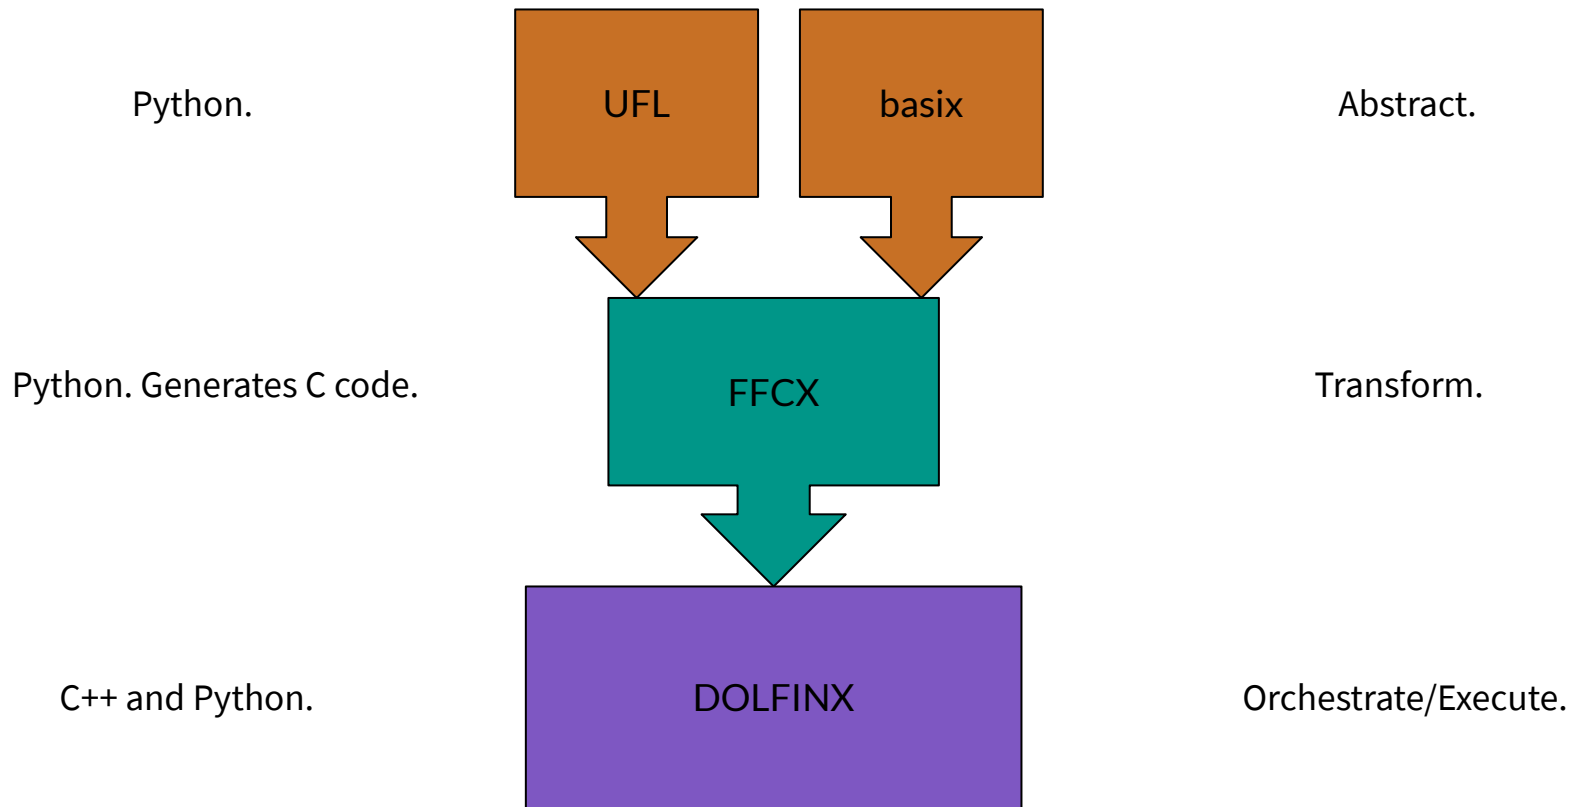 Python.
UFL
basix
Abstract.
Python. Generates C code.
FFCX
Transform.
C++ and Python.
DOLFINX
Orchestrate/Execute.